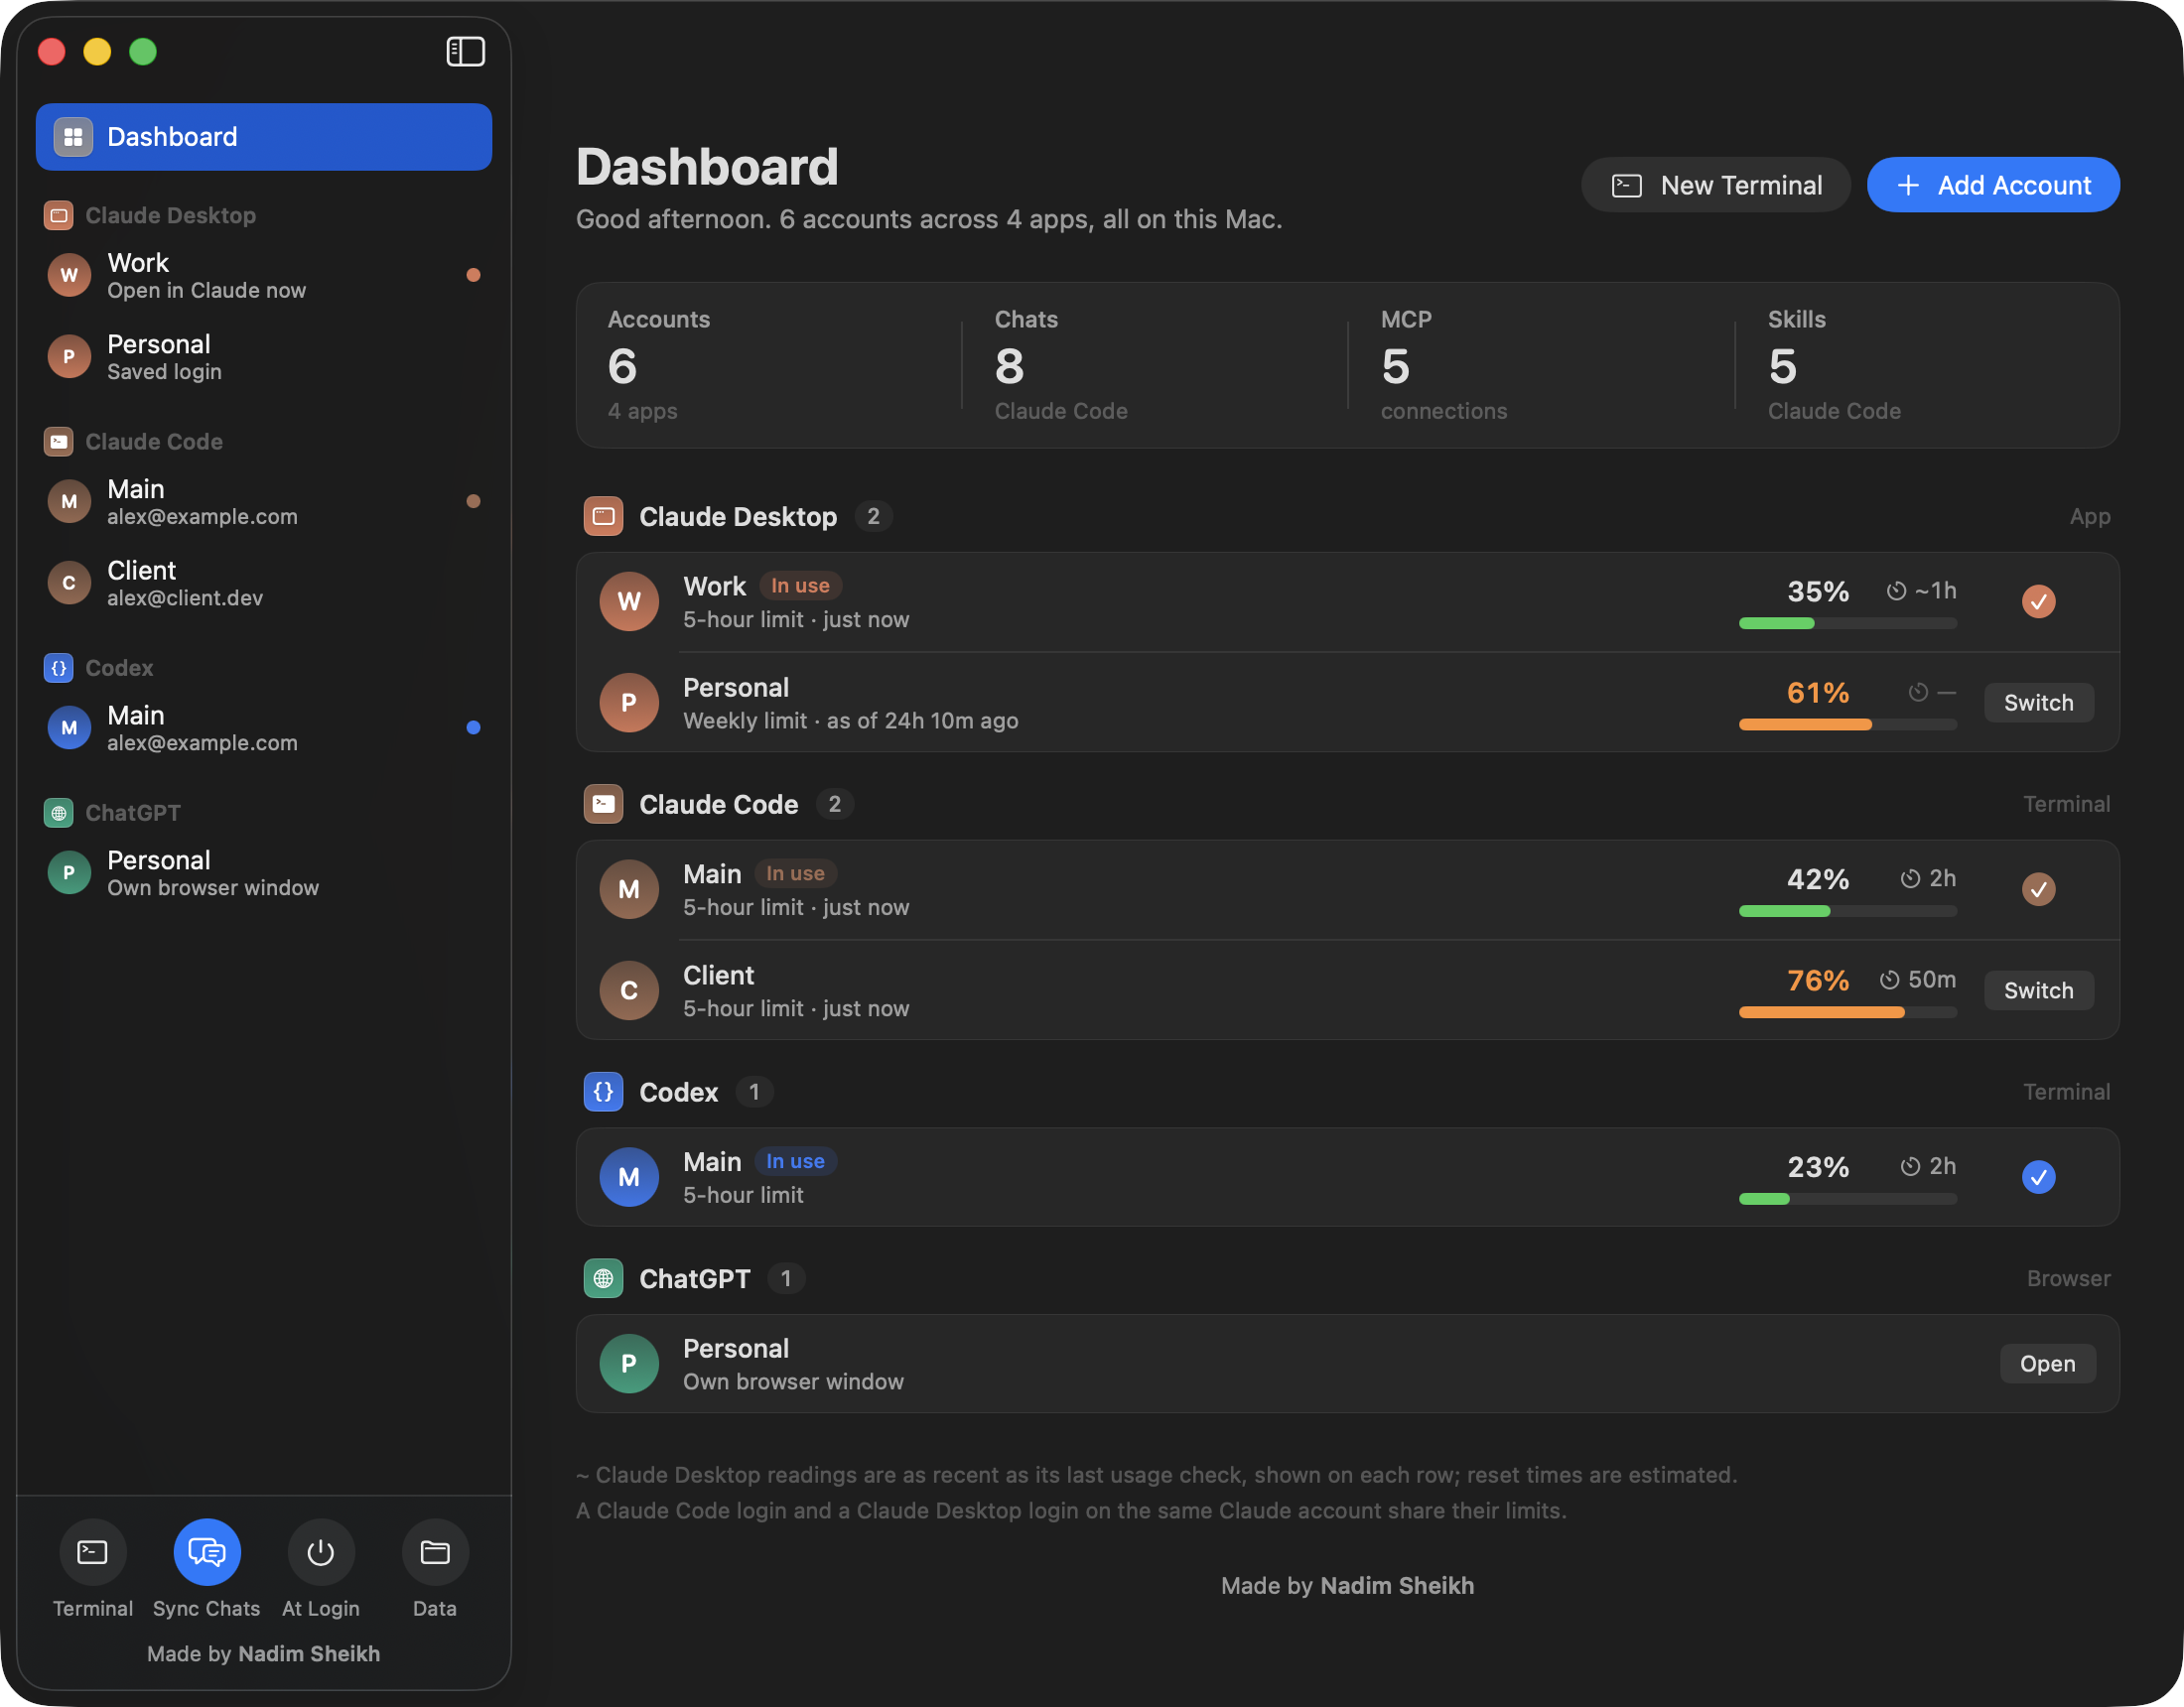 Dashboard
Claude Desktop
W
Work
Open in Claude now
P
Personal
Saved login
Claude Code
M
Main
alex@example.com
C
Client
alex@client.dev
Codex
M
Main
alex@example.com
ChatGPT
P
Personal
Own browser window
Terminal
Sync Chats
At Login
Data
Made by Nadim Sheikh
Dashboard
Good afternoon. 6 accounts across 4 apps, all on this Mac.
New Terminal
+ Add Account
Accounts
6
4 apps
Chats
8
Claude Code
MCP
5
connections
Skills
5
Claude Code
Claude Desktop 2
App
W
Work In use
5-hour limit · just now
35% ~1h
P
Personal
Weekly limit · as of 24h 10m ago
61% —
Switch
Claude Code 2
Terminal
M
Main In use
5-hour limit · just now
42% 2h
C
Client
5-hour limit · just now
76% 50m
Switch
{} Codex 1
Terminal
M
Main In use
5-hour limit
23% 2h
ChatGPT 1
Browser
P
Personal
Own browser window
Open
~ Claude Desktop readings are as recent as its last usage check, shown on each row; reset times are estimated.
A Claude Code login and a Claude Desktop login on the same Claude account share their limits.
Made by Nadim Sheikh